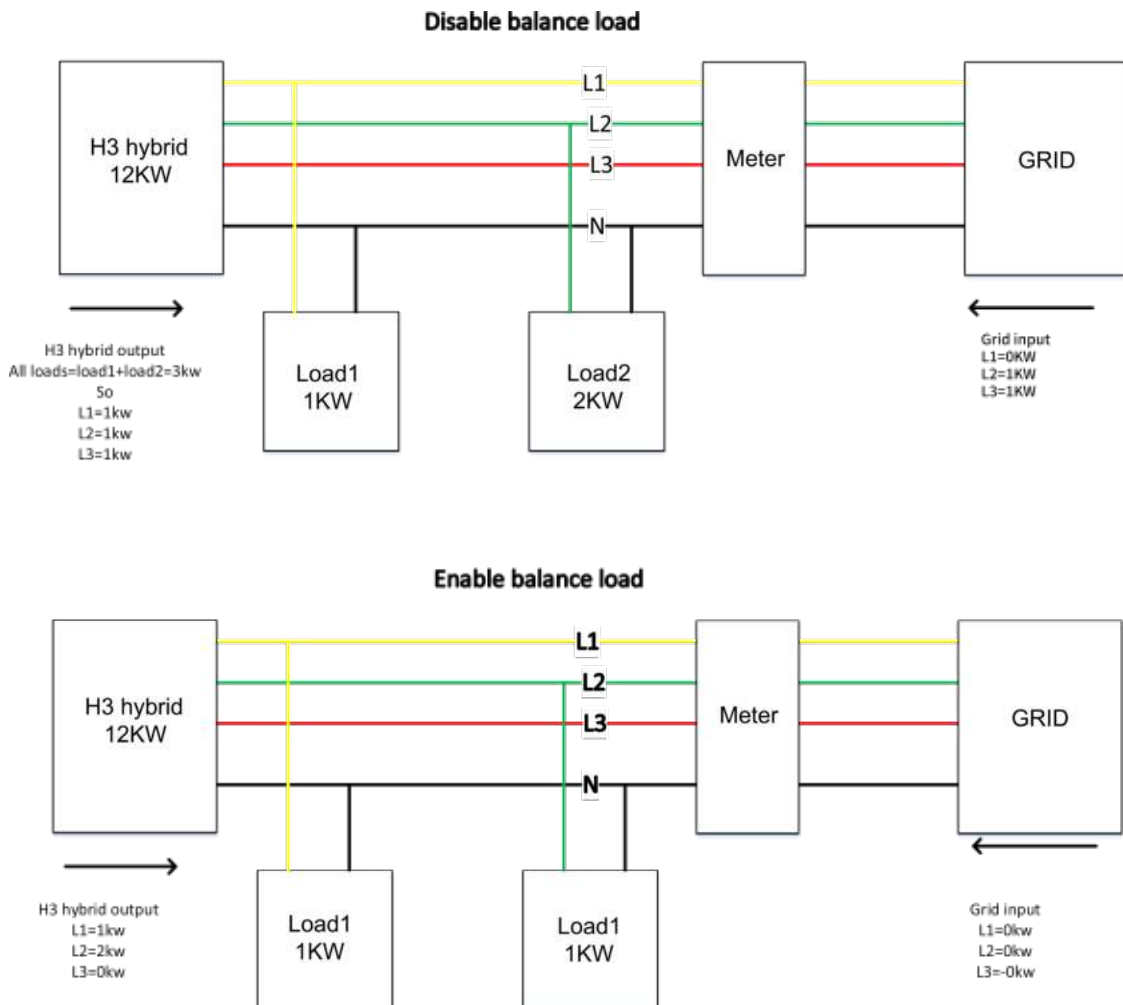 Disable balance load
L1
L2
L3
N
H3 hybrid
12KW
Meter
GRID
H3 hybrid output
All loads=load1+load2=3kw
So
L1=1kw
L2=1kw
L3=1kw
Load1
1KW
Load2
2KW
Grid input
L1=0KW
L2=1KW
L3=1KW
Enable balance load
L1
L2
L3
N
H3 hybrid
12KW
Meter
GRID
H3 hybrid output
L1=1kw
L2=2kw
L3=0kw
Load1
1KW
Load1
1KW
Grid input
L1=0kw
L2=0kw
L3=-0kw